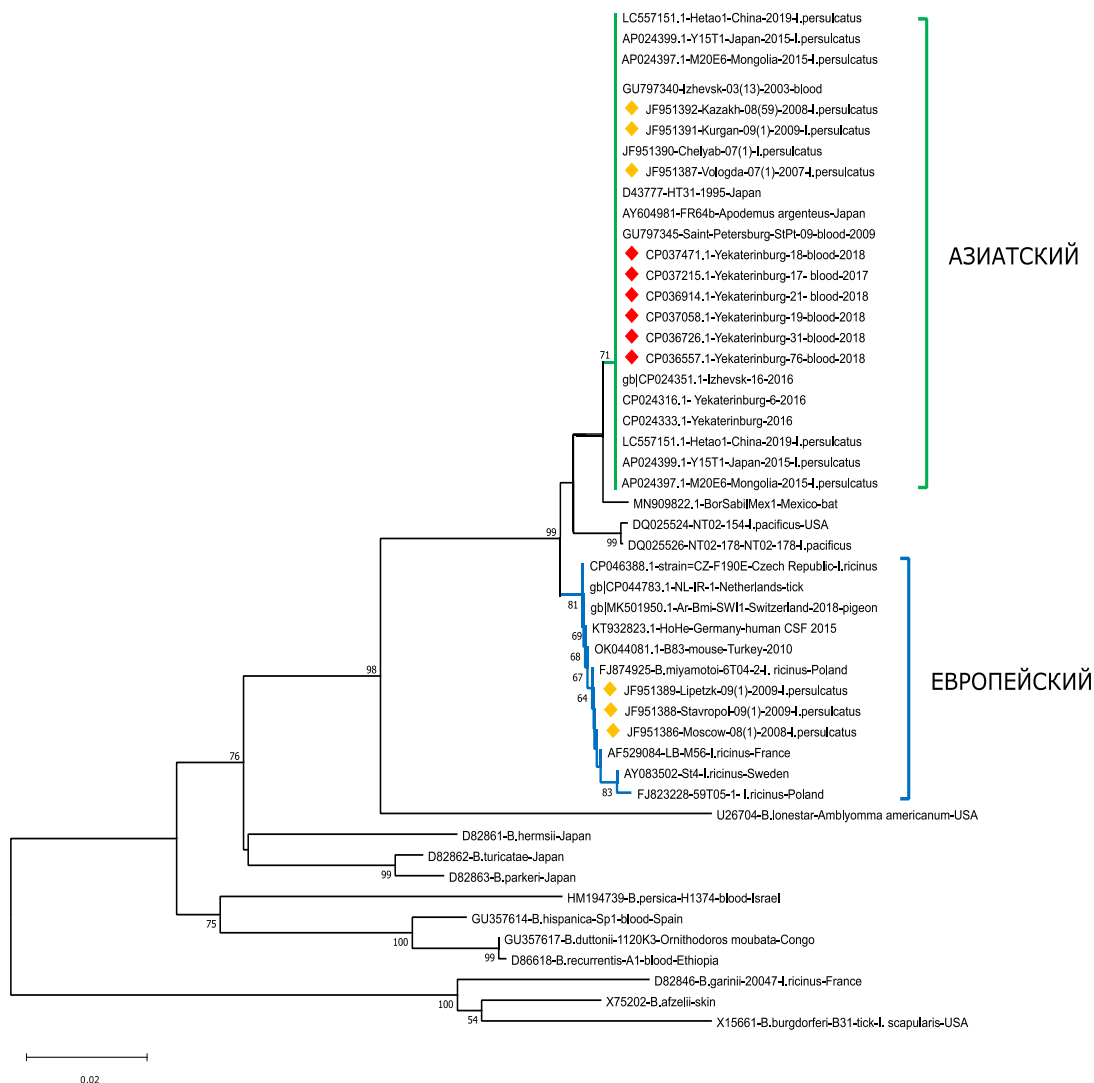 LC557151.1-Hetao1-China-2019-I.persulcatus
AP024399.1-Y15T1-Japan-2015-I.persulcatus
AP024397.1-M20E6-Mongolia-2015-I.persulcatus
GU797340-Izhevsk-03(13)-2003-blood
JF951392-Kazakh-08(59)-2008-I.persulcatus
JF951391-Kurgan-09(1)-2009-I.persulcatus
JF951390-Chelyab-07(1)-I.persulcatus
JF951387-Vologda-07(1)-2007-I.persulcatus
D43777-HT31-1995-Japan
AY604981-FR64b-Apodemus argenteus-Japan
GU797345-Saint-Petersburg-StPt-09-blood-2009
CP037471.1-Yekaterinburg-18-blood-2018
АЗИАТСКИЙ
CP037215.1-Yekaterinburg-17- blood-2017
CP036914.1-Yekaterinburg-21- blood-2018
CP037058.1-Yekaterinburg-19-blood-2018
CP036726.1-Yekaterinburg-31-blood-2018
CP036557.1-Yekaterinburg-76-blood-2018
71
gb|CP024351.1-Izhevsk-16-2016
CP024316.1- Yekaterinburg-6-2016
CP024333.1-Yekaterinburg-2016
LC557151.1-Hetao1-China-2019-I.persulcatus
AP024399.1-Y15T1-Japan-2015-I.persulcatus
AP024397.1-M20E6-Mongolia-2015-I.persulcatus
MN909822.1-BorSabilMex1-Mexico-bat
DQ025524-NT02-154-I.pacificus-USA
99
99
DQ025526-NT02-178-NT02-178-I.pacificus
CP046388.1-strain=CZ-F190E-Czech Republic-I.ricinus
gb|CP044783.1-NL-IR-1-Netherlands-tick
81
gb|MK501950.1-Ar-Bmi-SWI1-Switzerland-2018-pigeon
KT932823.1-HoHe-Germany-human CSF 2015
69
OK044081.1-B83-mouse-Turkey-2010
68
FJ874925-B.miyamotoi-6T04-2-I. ricinus-Poland
67
98
ЕВРОПЕЙСКИЙ
JF951389-Lipetzk-09(1)-2009-I.persulcatus
64
JF951388-Stavropol-09(1)-2009-I.persulcatus
JF951386-Moscow-08(1)-2008-I.persulcatus
AF529084-LB-M56-I.ricinus-France
76
AY083502-St4-I.ricinus-Sweden
83
FJ823228-59T05-1- I.ricinus-Poland
U26704-B.lonestar-Amblyomma americanum-USA
D82861-B.hermsii-Japan
D82862-B.turicatae-Japan
99
D82863-B.parkeri-Japan
HM194739-B.persica-H1374-blood-Israel
75
GU357614-B.hispanica-Sp1-blood-Spain
100
GU357617-B.duttonii-1120K3-Ornithodoros moubata-Congo
99
D86618-B.recurrentis-A1-blood-Ethiopia
D82846-B.garinii-20047-I.ricinus-France
100
X75202-B.afzelii-skin
54
X15661-B.burgdorferi-B31-tick-I. scapularis-USA
0.02